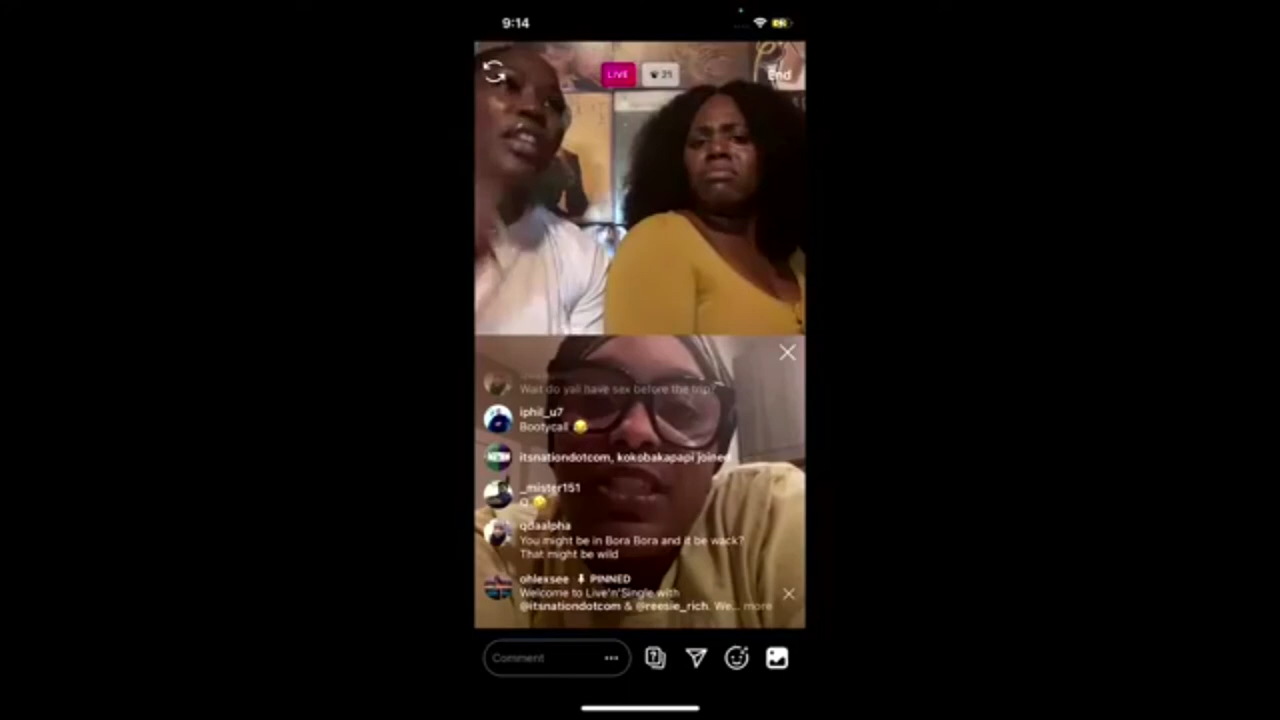 9:14
LIVE
21
End
Wait do yall have sex before the trip?
iphil_u7
Bootycall
itsnationdotcom, kokobakapapi joined
_mister151
Q
qdaalpha
You might be in Bora Bora and it be wack?
That might be wild
ohlexsee PINNED
Welcome to Live'n'Single with
@itsnationdotcom & @reesie_rich. We... more
Comment